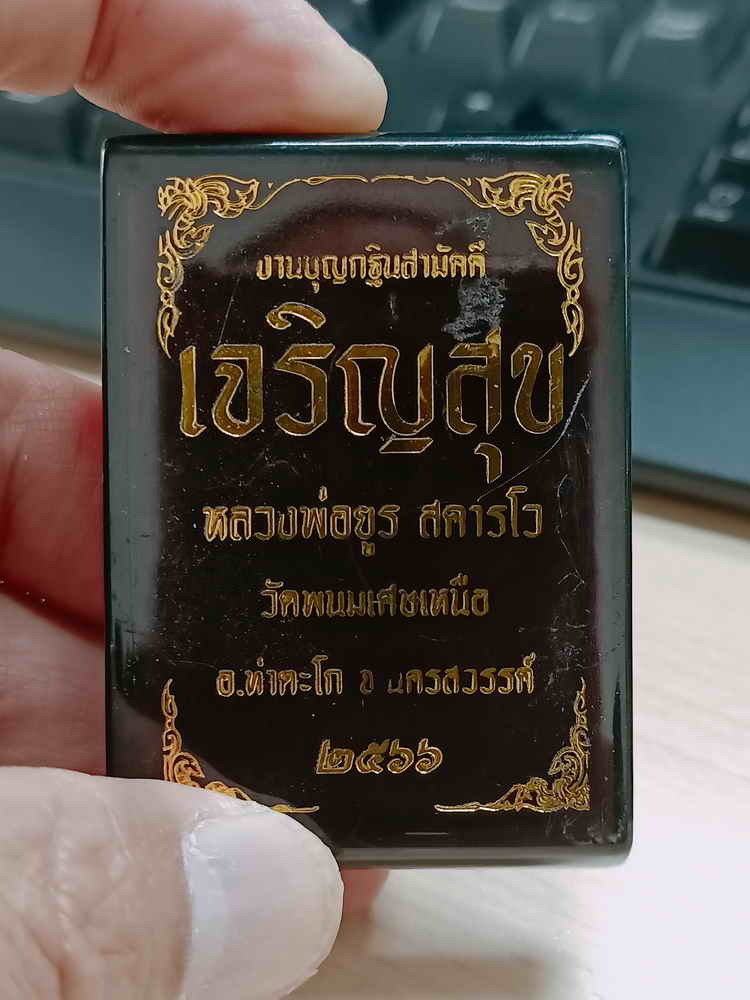 งานบุญกฐินสามัคคี
เจริญสุข
หลวงพ่อยูร สคารโว
วัดพนมเศษเหนือ
อ.ท่าตะโก จ นครสวรรค์
๒๕๖๖